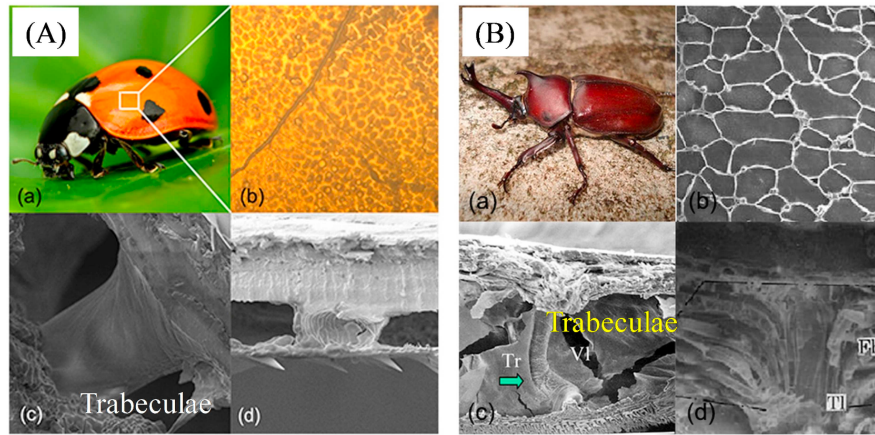 (A)
(a)
(b)
(c)
Trabeculae
(d)
(B)
(a)
(b)
Trabeculae
Tr
Vl
(c)
Fl
Tl
(d)